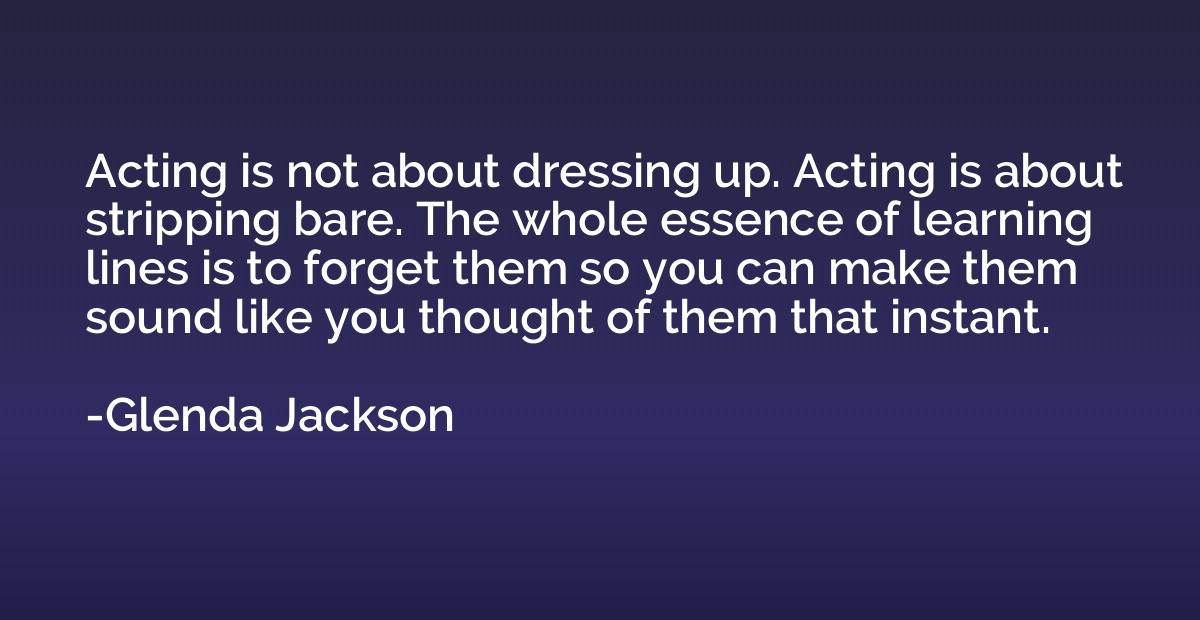 Acting is not about dressing up. Acting is about
stripping bare. The whole essence of learning
lines is to forget them so you can make them
sound like you thought of them that instant.
-Glenda Jackson